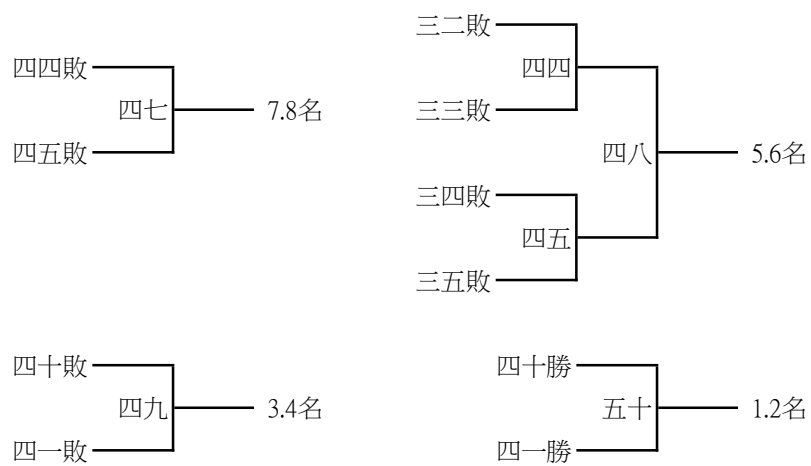 四四敗
四七
7.8名
四五敗
三二敗
四四
三三敗
四八
5.6名
三四敗
四五
三五敗
四十敗
四九
3.4名
四一敗
四十勝
五十
1.2名
四一勝